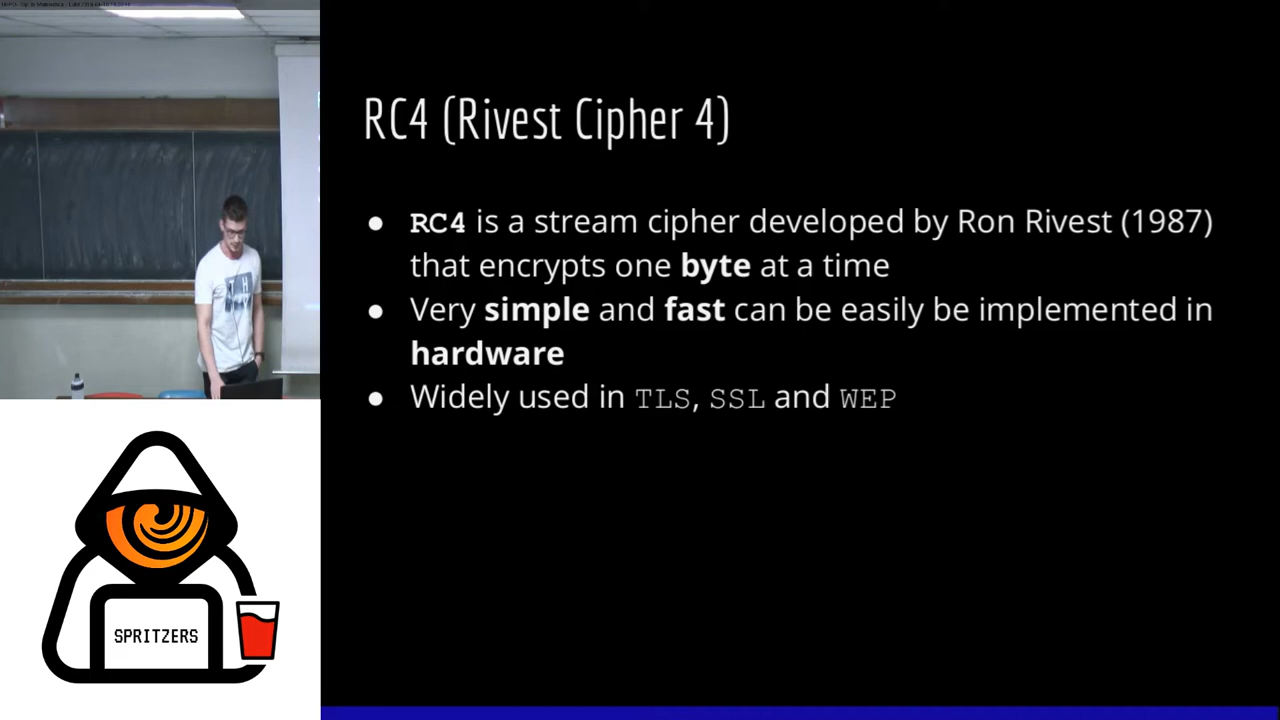 RC4 (Rivest Cipher 4)
● RC4 is a stream cipher developed by Ron Rivest (1987)
that encrypts one byte at a time
● Very simple and fast can be easily be implemented in
hardware
● Widely used in TLS, SSL and WEP
SPRITZERS